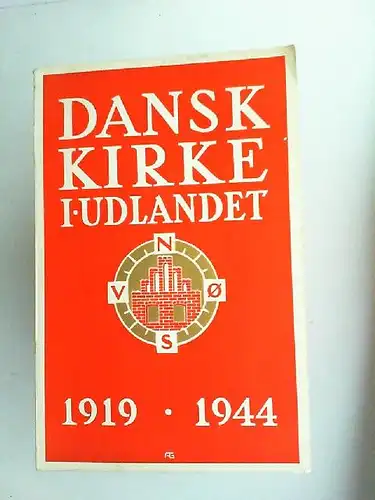 DANSK
KIRKE
I·UDLANDET
N
V Ø
S
1919 · 1944